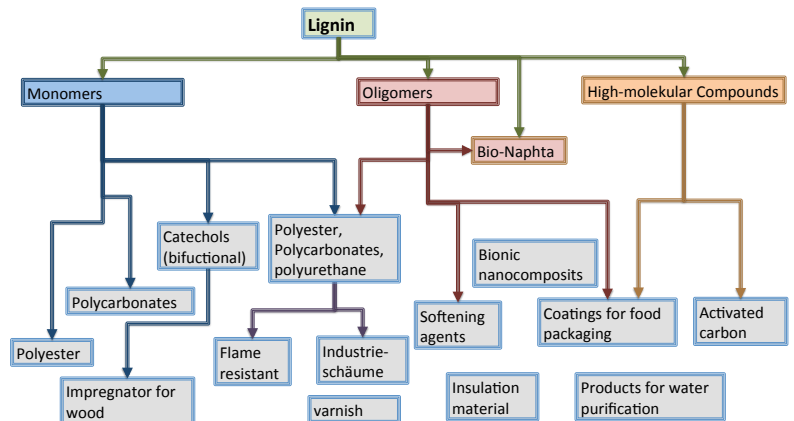 Lignin
Monomers
Oligomers
High-molekular Compounds
Bio-Naphta
Catechols
(bifuctional)
Polyester,
Polycarbonates,
polyurethane
Bionic
nanocomposits
Polycarbonates
Softening
agents
Coatings for food
packaging
Activated
carbon
Polyester
Flame
resistant
Industrie-
schäume
Impregnator for
wood
varnish
Insulation
material
Products for water
purification